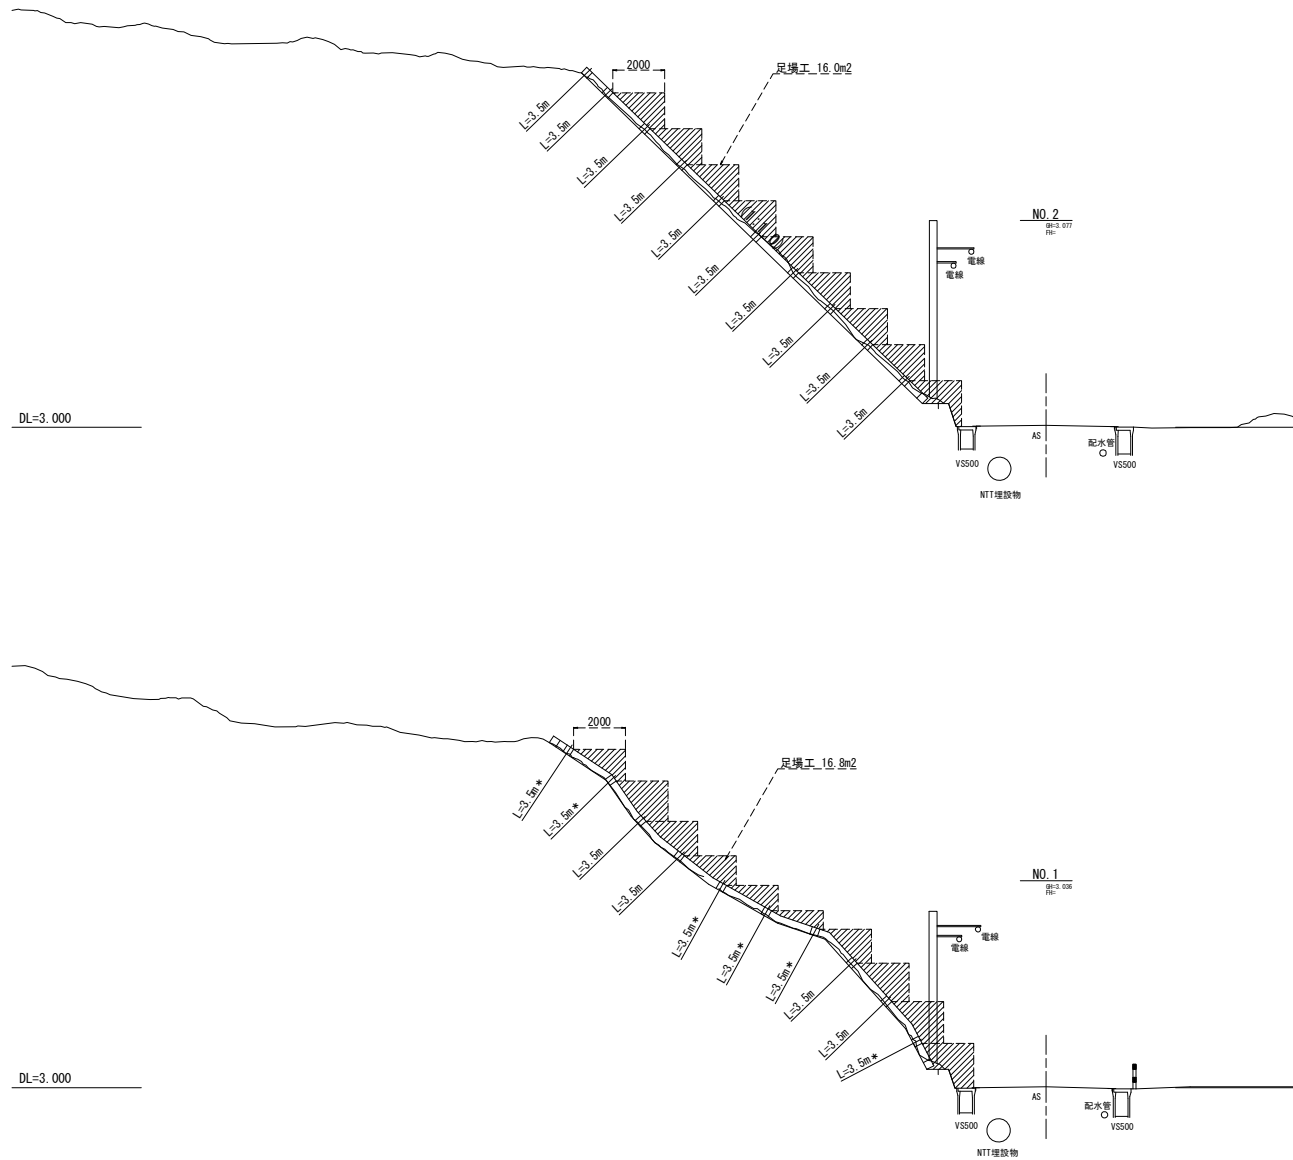 2000
足場工 16.0m2
L=3.5m
L=3.5m
L=3.5m
L=3.5m
L=3.5m
L=3.5m
L=3.5m
L=3.5m
L=3.5m
L=3.5m
NO.2
GH=3.077
FH=
電線
電線
DL=3.000
AS
配水管
VS500
VS500
NTT埋設物
2000
足場工 16.8m2
L=3.5m*
L=3.5m*
L=3.5m
L=3.5m
L=3.5m*
L=3.5m*
L=3.5m*
L=3.5m
L=3.5m
L=3.5m*
NO.1
GH=3.036
FH=
電線
電線
DL=3.000
AS
配水管
VS500
VS500
NTT埋設物